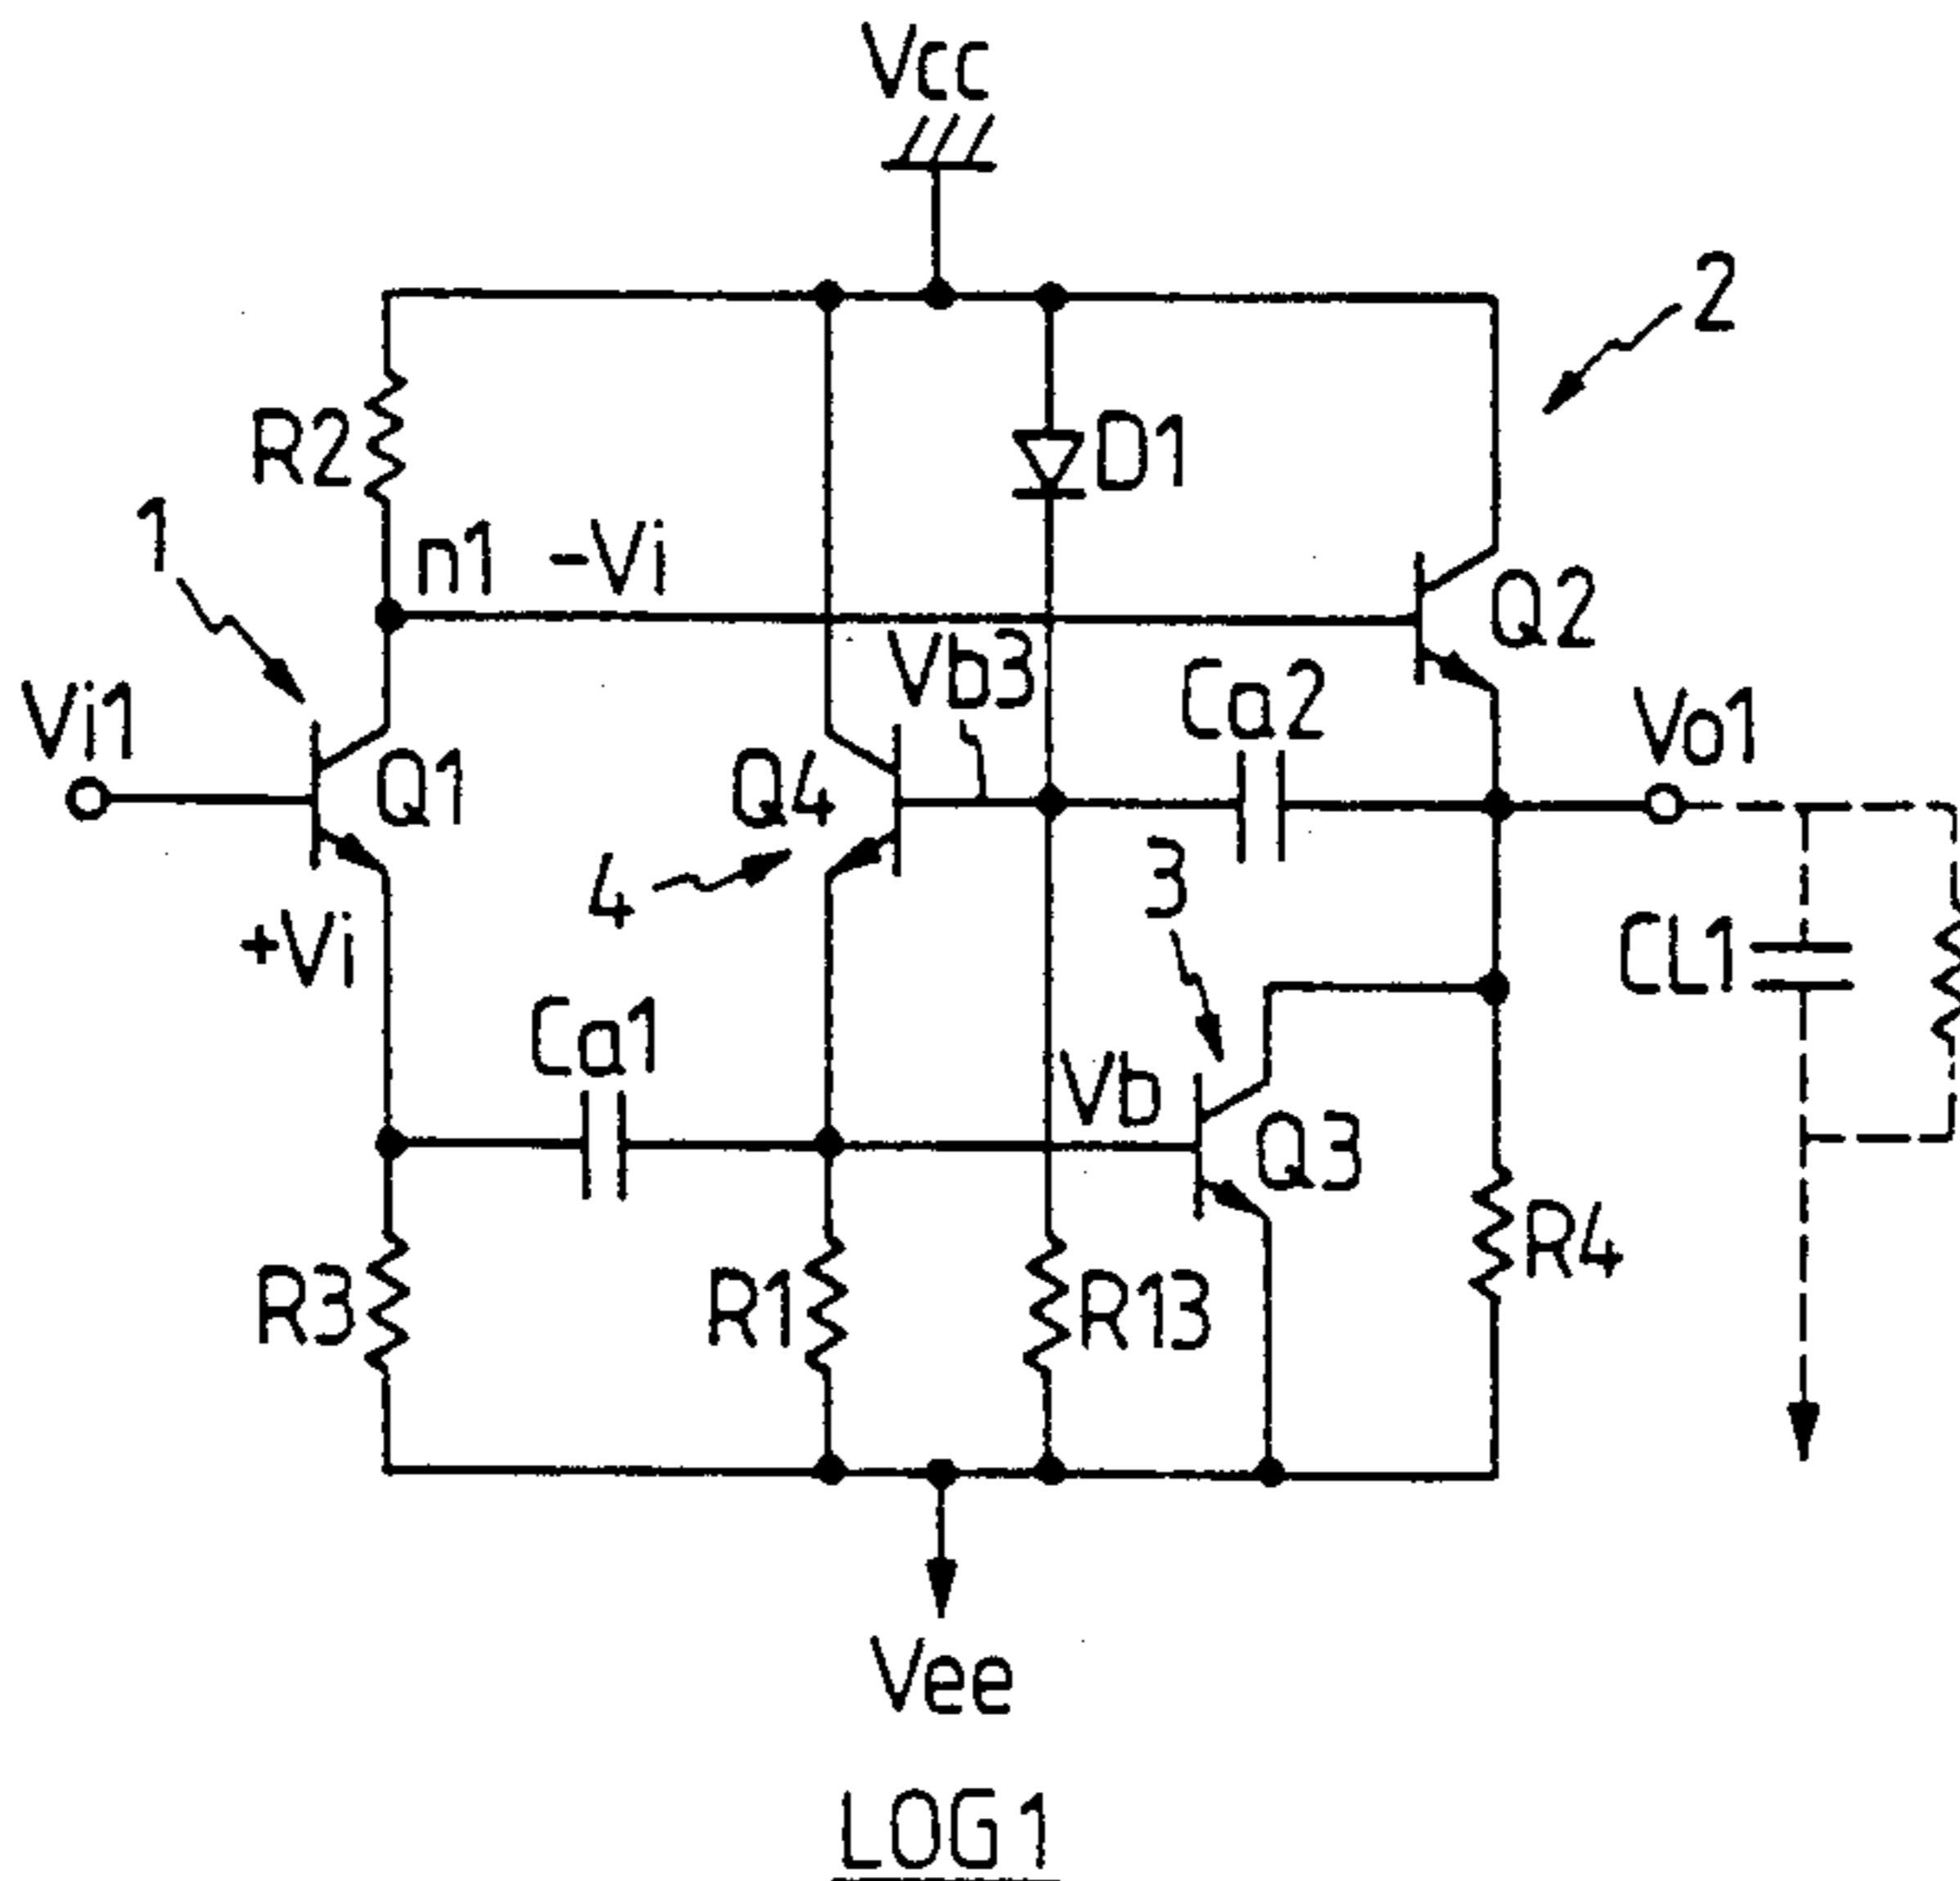 Vcc
2
R2
D1
1
n1 -Vi
Q2
Vb3
Ca2
Vi1
Q1
Q4
Vo1
4
3
+Vi
CL1
Ca1
Vb
Q3
R3
R1
R13
R4
Vee
LOG1